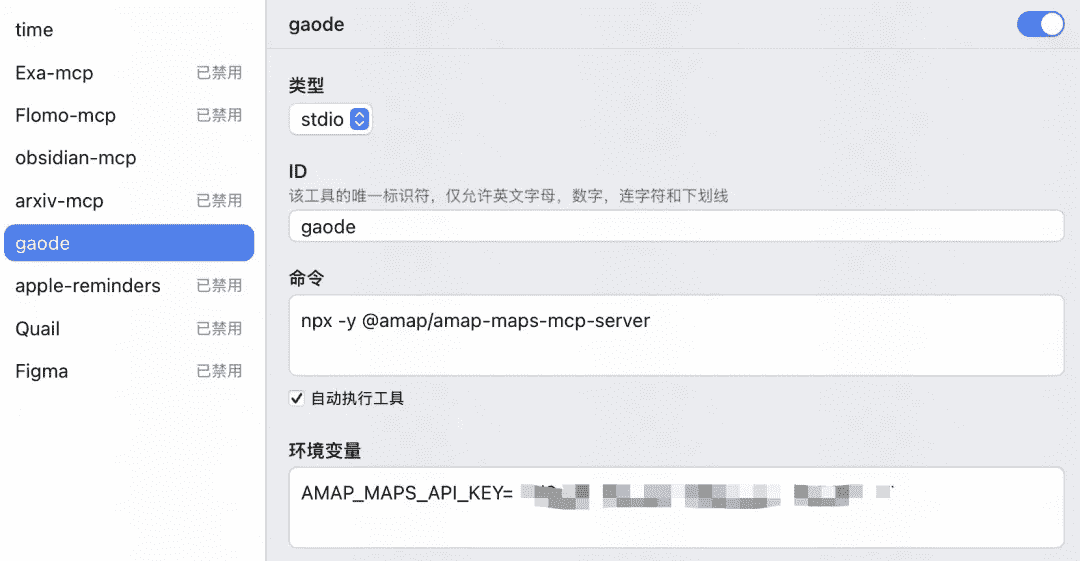 time
Exa-mcp 已禁用
Flomo-mcp 已禁用
obsidian-mcp
arxiv-mcp 已禁用
gaode
apple-reminders 已禁用
Quail 已禁用
Figma 已禁用
gaode
类型
stdio
ID
该工具的唯一标识符，仅允许英文字母，数字，连字符和下划线
gaode
命令
npx -y @amap/amap-maps-mcp-server
自动执行工具
环境变量
AMAP_MAPS_API_KEY=